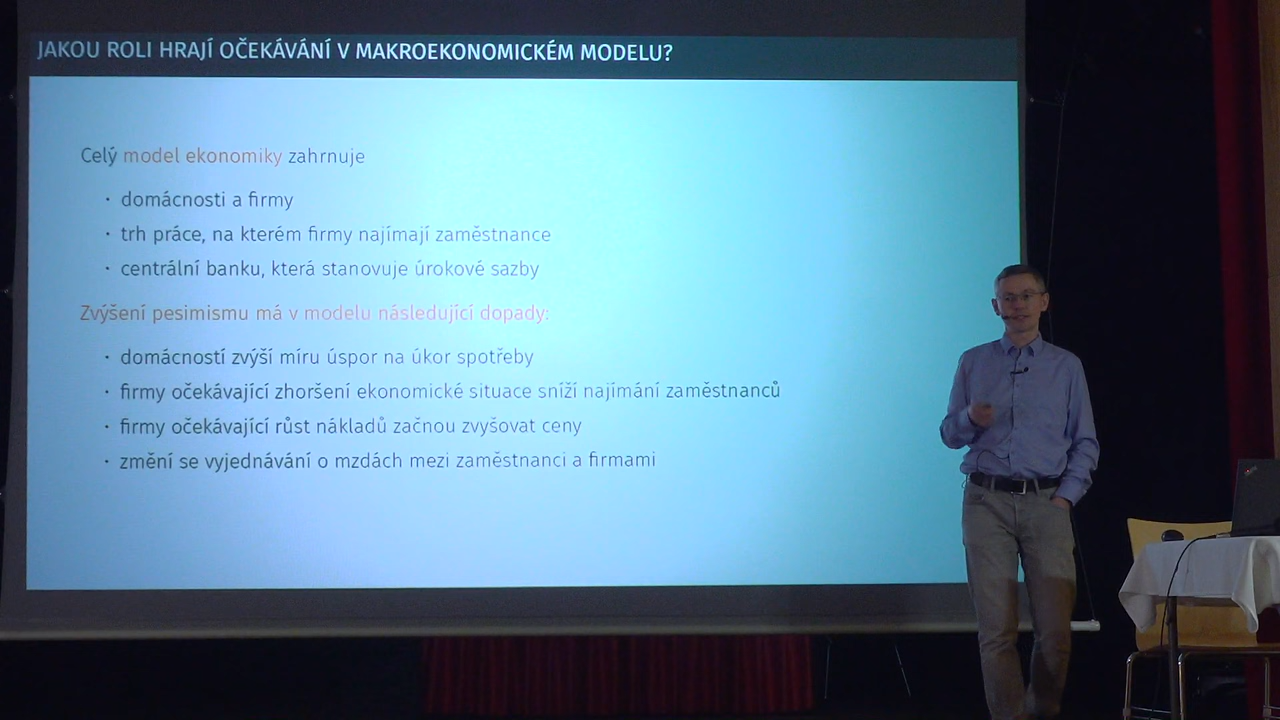 JAKOU ROLI HRAJÍ OČEKÁVÁNÍ V MAKROEKONOMICKÉM MODELU?
Celý model ekonomiky zahrnuje
· domácnosti a firmy
· trh práce, na kterém firmy najímají zaměstnance
· centrální banku, která stanovuje úrokové sazby
Zvýšení pesimismu má v modelu následující dopady:
· domácností zvýší míru úspor na úkor spotřeby
· firmy očekávající zhoršení ekonomické situace sníží najímání zaměstnanců
· firmy očekávající růst nákladů začnou zvyšovat ceny
· změní se vyjednávání o mzdách mezi zaměstnanci a firmami